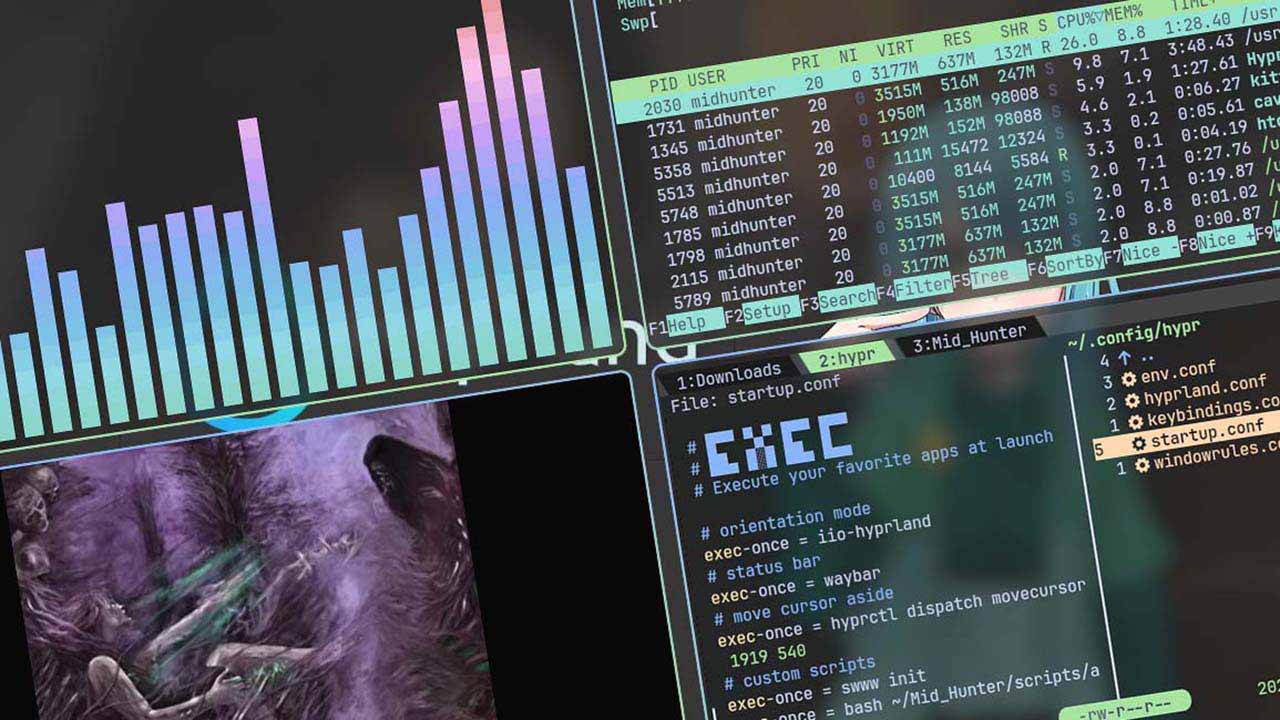 Mem[
Swp[
PID USER PRI NI VIRT RES SHR S CPU%▽MEM% TIME+
2030 midhunter 20 0 3177M 637M 132M R 26.0 8.8 1:28.40 /usr
1731 midhunter 20 0 3515M 516M 247M S 9.8 7.1 3:48.43 /usr
1345 midhunter 20 0 1950M 138M 98008 S 5.9 1.9 1:27.61 Hypr
5358 midhunter 20 0 1192M 152M 98088 S 4.6 2.1 0:06.27 kit
5513 midhunter 20 0 111M 15472 12324 S 3.3 0.2 0:05.61 cav
5748 midhunter 20 0 10400 8144 5584 R 3.3 0.1 0:04.19 hto
1785 midhunter 20 0 3515M 516M 247M S 2.0 7.1 0:27.76 /u
1798 midhunter 20 0 3515M 516M 247M S 2.0 7.1 0:19.87 /u
2115 midhunter 20 0 3177M 637M 132M S 2.0 8.8 0:01.02 /
5789 midhunter 20 0 3177M 637M 132M S 2.0 8.8 0:00.87 /
F1Help F2Setup F3SearchF4FilterF5Tree F6SortByF7Nice -F8Nice +F9
1:Downloads 2:hypr 3:Mid_Hunter
File: startup.conf
# EXEC
#
# Execute your favorite apps at launch
# orientation mode
exec-once = iio-hyprland
# status bar
exec-once = waybar
# move cursor aside
exec-once = hyprctl dispatch movecursor
1919 540
# custom scripts
exec-once = swww init
exec-once = bash ~/Mid_Hunter/scripts/a
~/.config/hypr
4 ↑ ..
3 env.conf
2 hyprland.conf
1 keybindings.co
5 startup.conf
1 windowrules.co
-rw-r--r--
202